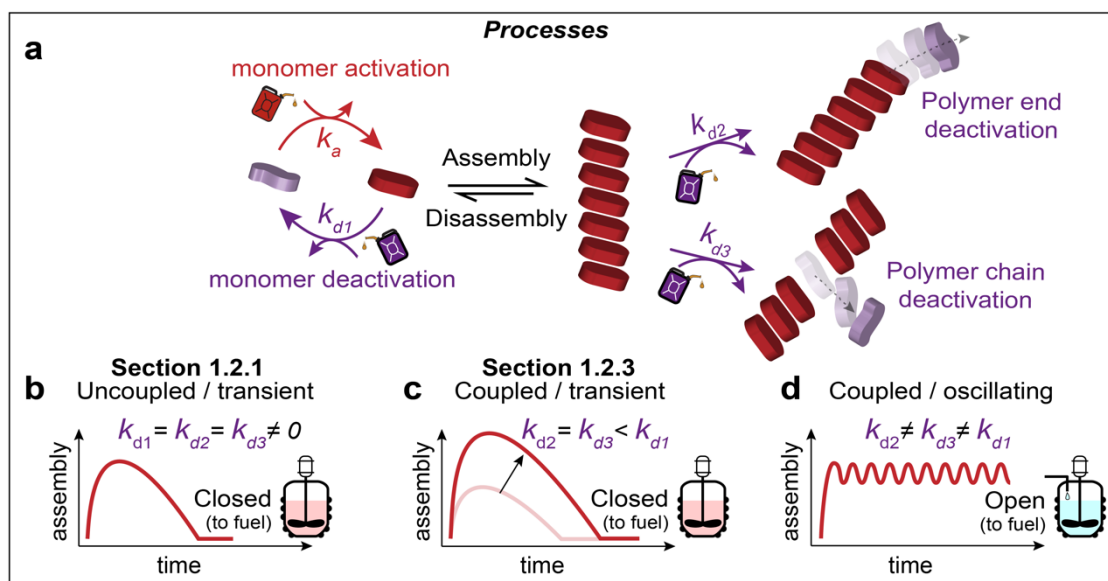 Processes
a
monomer activation
kₐ
k_d1
monomer deactivation
Assembly
Disassembly
k_d2
Polymer end
deactivation
k_d3
Polymer chain
deactivation
Section 1.2.1
b Uncoupled / transient
k_d1 = k_d2 = k_d3 ≠ 0
assembly
Closed
(to fuel)
time
Section 1.2.3
c Coupled / transient
k_d2 = k_d3 < k_d1
assembly
Closed
(to fuel)
time
d Coupled / oscillating
k_d2 ≠ k_d3 ≠ k_d1
assembly
Open
(to fuel)
time